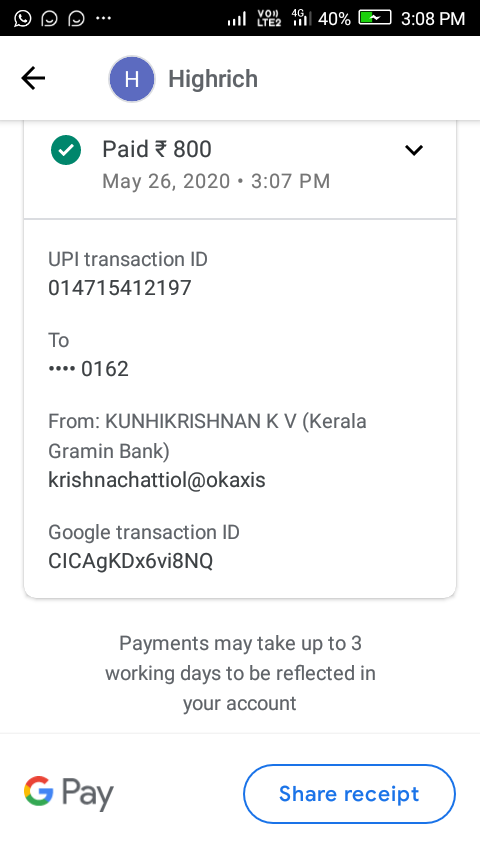 VO)) LTE2 4G 40% 3:08 PM
H Highrich
Paid ₹ 800
May 26, 2020 • 3:07 PM
UPI transaction ID
014715412197
To
•••• 0162
From: KUNHIKRISHNAN K V (Kerala
Gramin Bank)
krishnachattiol@okaxis
Google transaction ID
CICAgKDx6vi8NQ
Payments may take up to 3
working days to be reflected in
your account
G Pay Share receipt